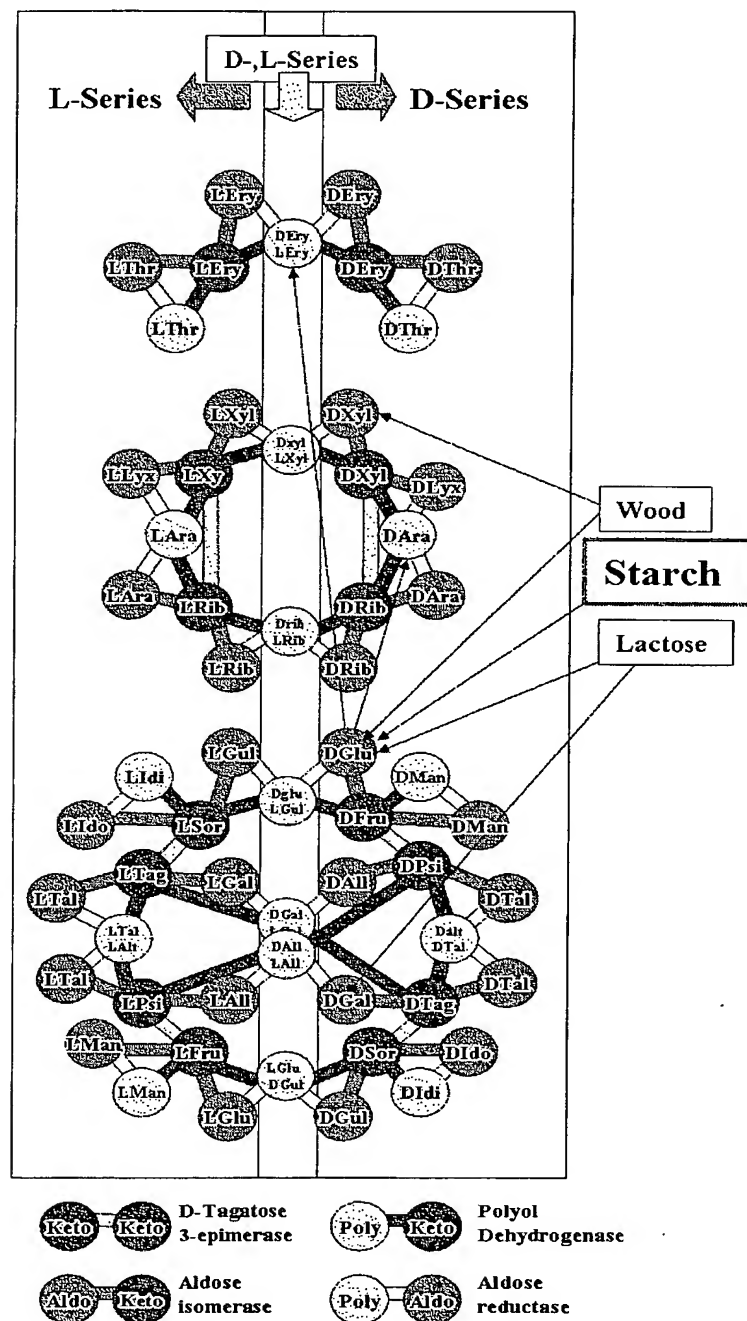 D-,L-Series
L-Series
D-Series
LEry
DEry
DEry
LEry
LThr
LEry
DEry
DThr
LThr
DThr
LXyl
DXyl
Dxyl
LXyl
LLyx
LXy
DXyl
DLyx
Wood
LAra
DAra
Starch
LAra
LRib
DRib
DAra
Drib
LRib
Lactose
LRib
DRib
LGul
DGlu
LIdi
DMan
Dglu
LGul
LIdo
LSor
DFru
DMan
LTag
LGal
DAll
DPsi
LTal
DTal
DGal
LTal
LAlt
DAll
LAll
Dalt
DTal
LTal
LPsi
LAll
DGal
DTag
DTal
LMan
LFru
DSor
DIdo
LGlu
DGul
LMan
DIdi
LGlu
DGul
Keto
Keto
D-Tagatose
3-epimerase
Poly
Keto
Polyol
Dehydrogenase
Aldo
Keto
Aldose
isomerase
Poly
Aldo
Aldose
reductase